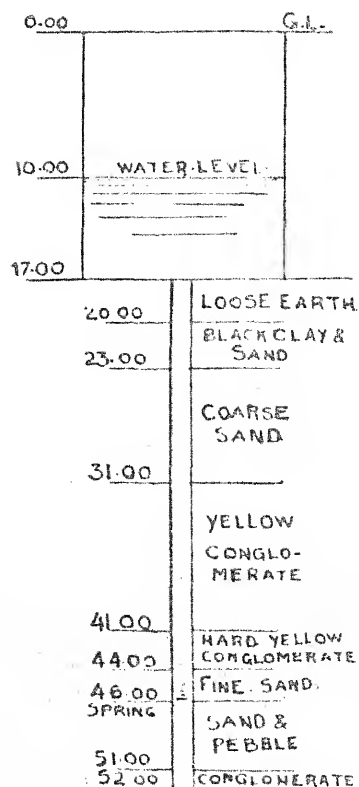 0.00 G.L.
10.00 WATER-LEVEL
17.00
LOOSE EARTH
20.00
BLACK CLAY &
SAND
23.00
COARSE
SAND
31.00
YELLOW
CONGLO-
MERATE
41.00
HARD YELLOW
CONGLOMERATE
44.00
FINE. SAND.
46.00
SPRING
SAND &
PEBBLE
51.00
52.00 CONGLOMERATE